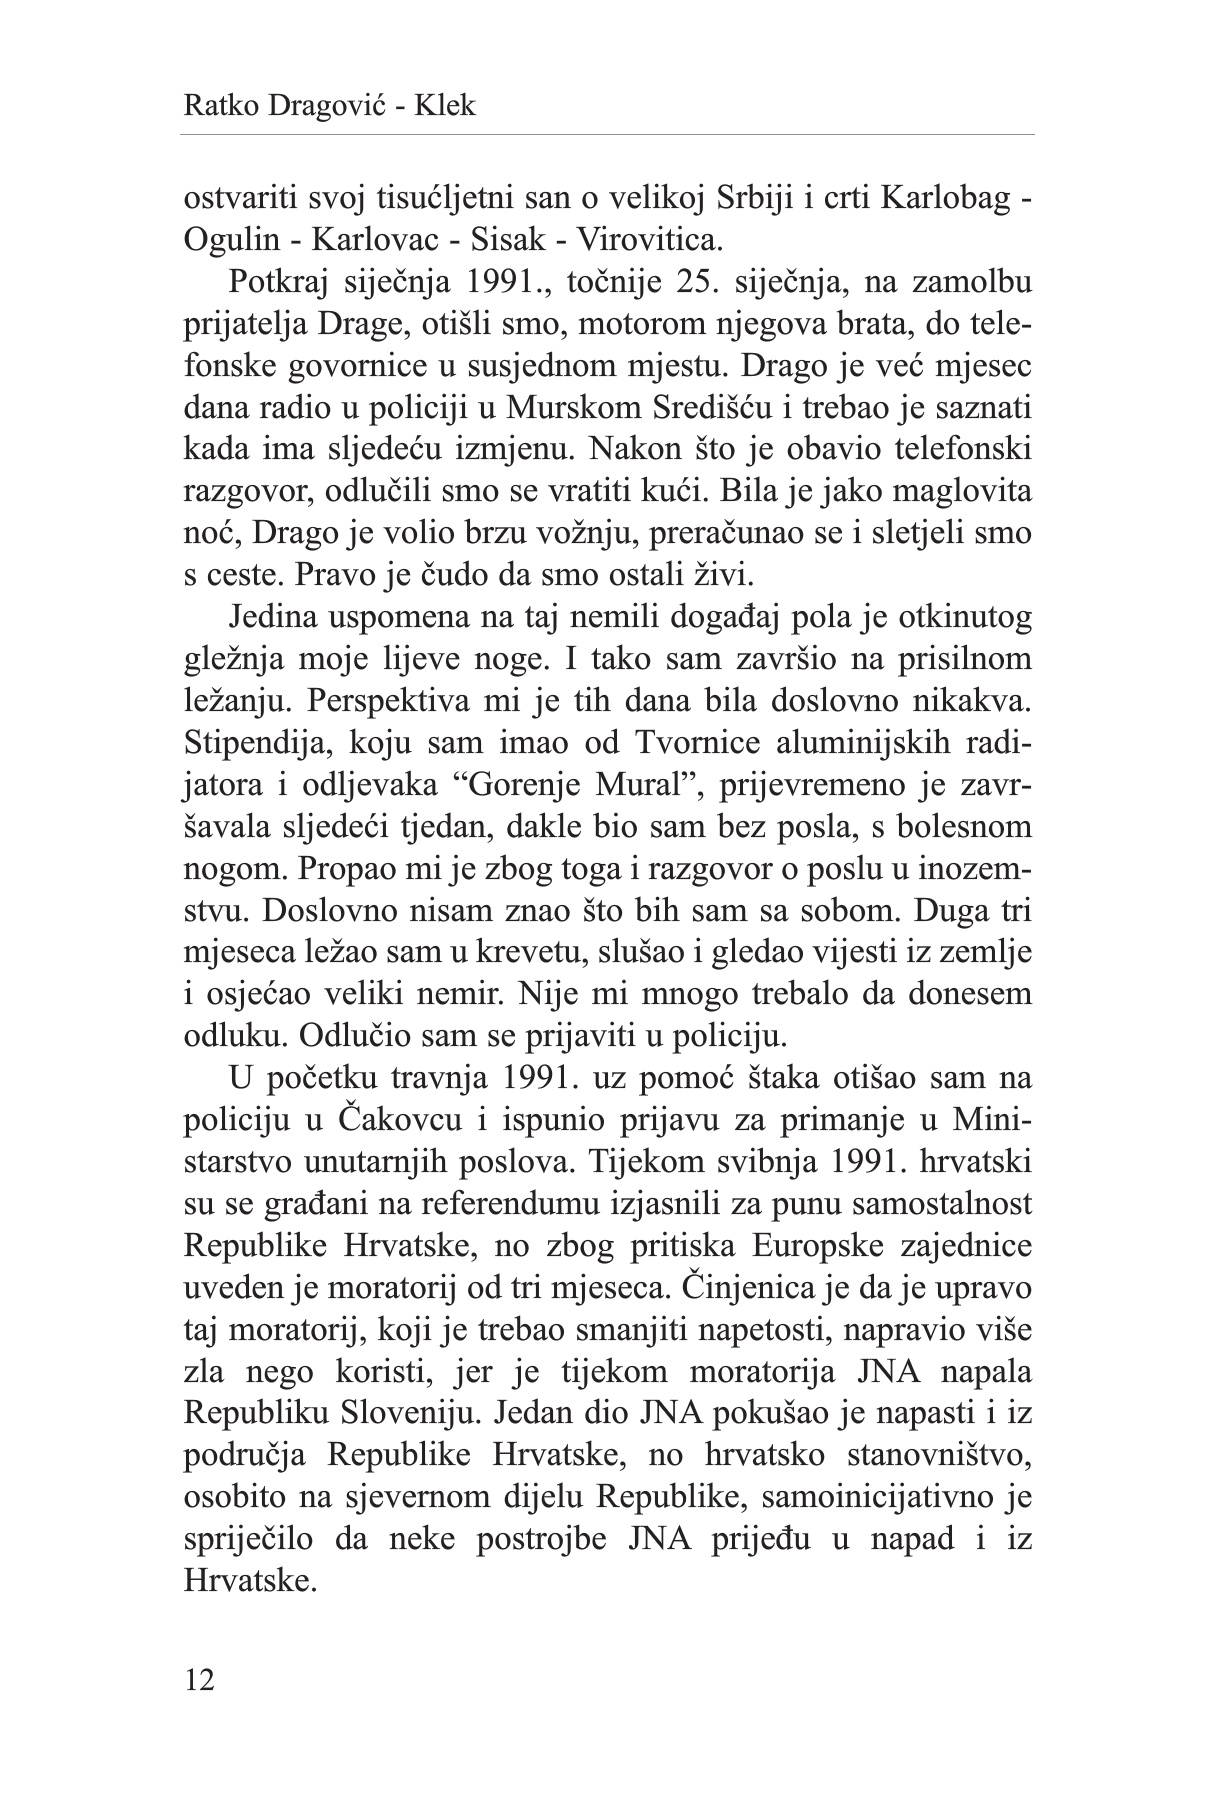 Ratko Dragović - Klek
ostvariti svoj tisućljetni san o velikoj Srbiji i crti Karlobag -
Ogulin - Karlovac - Sisak - Virovitica.
Potkraj siječnja 1991., točnije 25. siječnja, na zamolbu
prijatelja Drage, otišli smo, motorom njegova brata, do tele-
fonske govornice u susjednom mjestu. Drago je već mjesec
dana radio u policiji u Murskom Središću i trebao je saznati
kada ima sljedeću izmjenu. Nakon što je obavio telefonski
razgovor, odlučili smo se vratiti kući. Bila je jako maglovita
noć, Drago je volio brzu vožnju, preračunao se i sletjeli smo
s ceste. Pravo je čudo da smo ostali živi.
Jedina uspomena na taj nemili događaj pola je otkinutog
gležnja moje lijeve noge. I tako sam završio na prisilnom
ležanju. Perspektiva mi je tih dana bila doslovno nikakva.
Stipendija, koju sam imao od Tvornice aluminijskih radi-
jatora i odljevaka “Gorenje Mural”, prijevremeno je zavr-
šavala sljedeći tjedan, dakle bio sam bez posla, s bolesnom
nogom. Propao mi je zbog toga i razgovor o poslu u inozem-
stvu. Doslovno nisam znao što bih sam sa sobom. Duga tri
mjeseca ležao sam u krevetu, slušao i gledao vijesti iz zemlje
i osjećao veliki nemir. Nije mi mnogo trebalo da donesem
odluku. Odlučio sam se prijaviti u policiju.
U početku travnja 1991. uz pomoć štaka otišao sam na
policiju u Čakovcu i ispunio prijavu za primanje u Mini-
starstvo unutarnjih poslova. Tijekom svibnja 1991. hrvatski
su se građani na referendumu izjasnili za punu samostalnost
Republike Hrvatske, no zbog pritiska Europske zajednice
uveden je moratorij od tri mjeseca. Činjenica je da je upravo
taj moratorij, koji je trebao smanjiti napetosti, napravio više
zla nego koristi, jer je tijekom moratorija JNA napala
Republiku Sloveniju. Jedan dio JNA pokušao je napasti i iz
područja Republike Hrvatske, no hrvatsko stanovništvo,
osobito na sjevernom dijelu Republike, samoinicijativno je
spriječilo da neke postrojbe JNA prijeđu u napad i iz
Hrvatske.
12